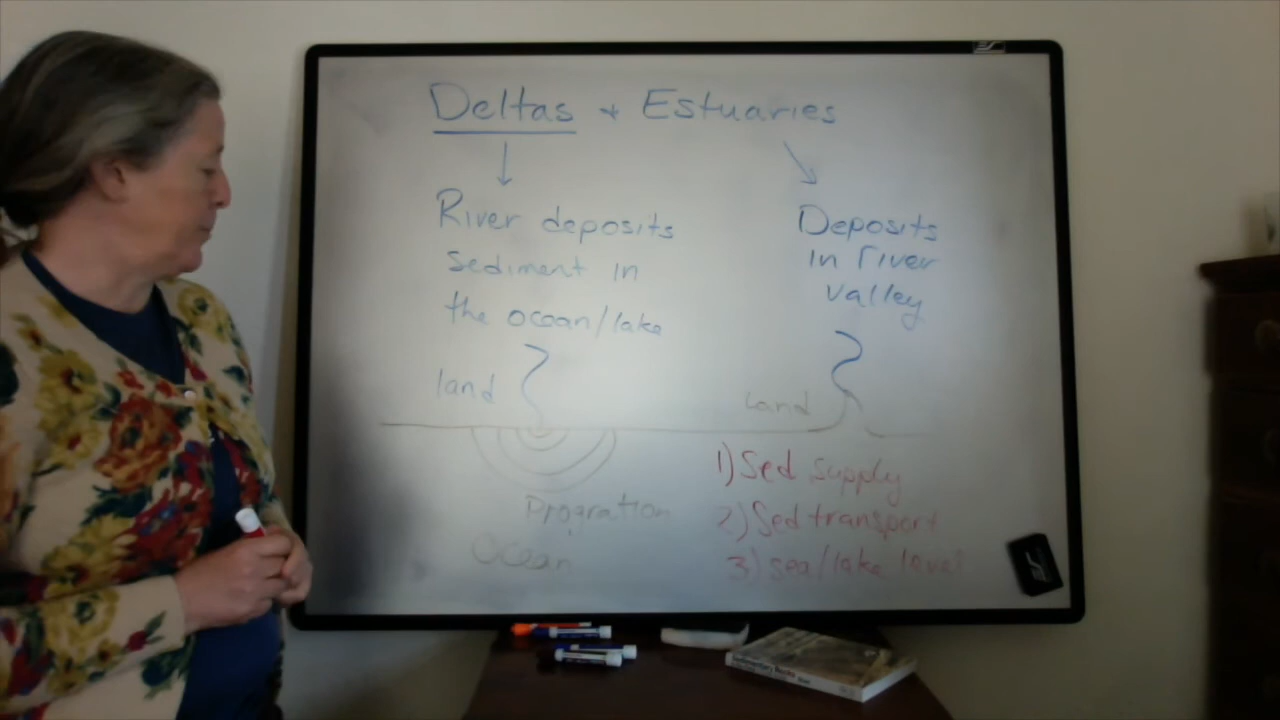 Deltas + Estuaries
River deposits
sediment in
the ocean/lake
land
Deposits
in river
valley
Land
Progration
Ocean
1) Sed supply
2) Sed transport
3) sea/lake level